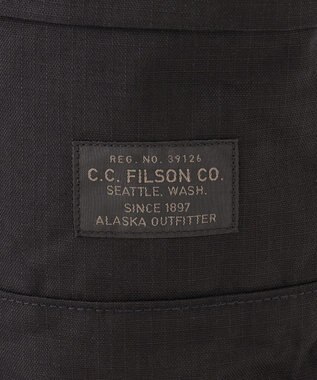 REG. NO. 39126
C.C. FILSON CO.
SEATTLE, WASH.
SINCE 1897
ALASKA OUTFITTER